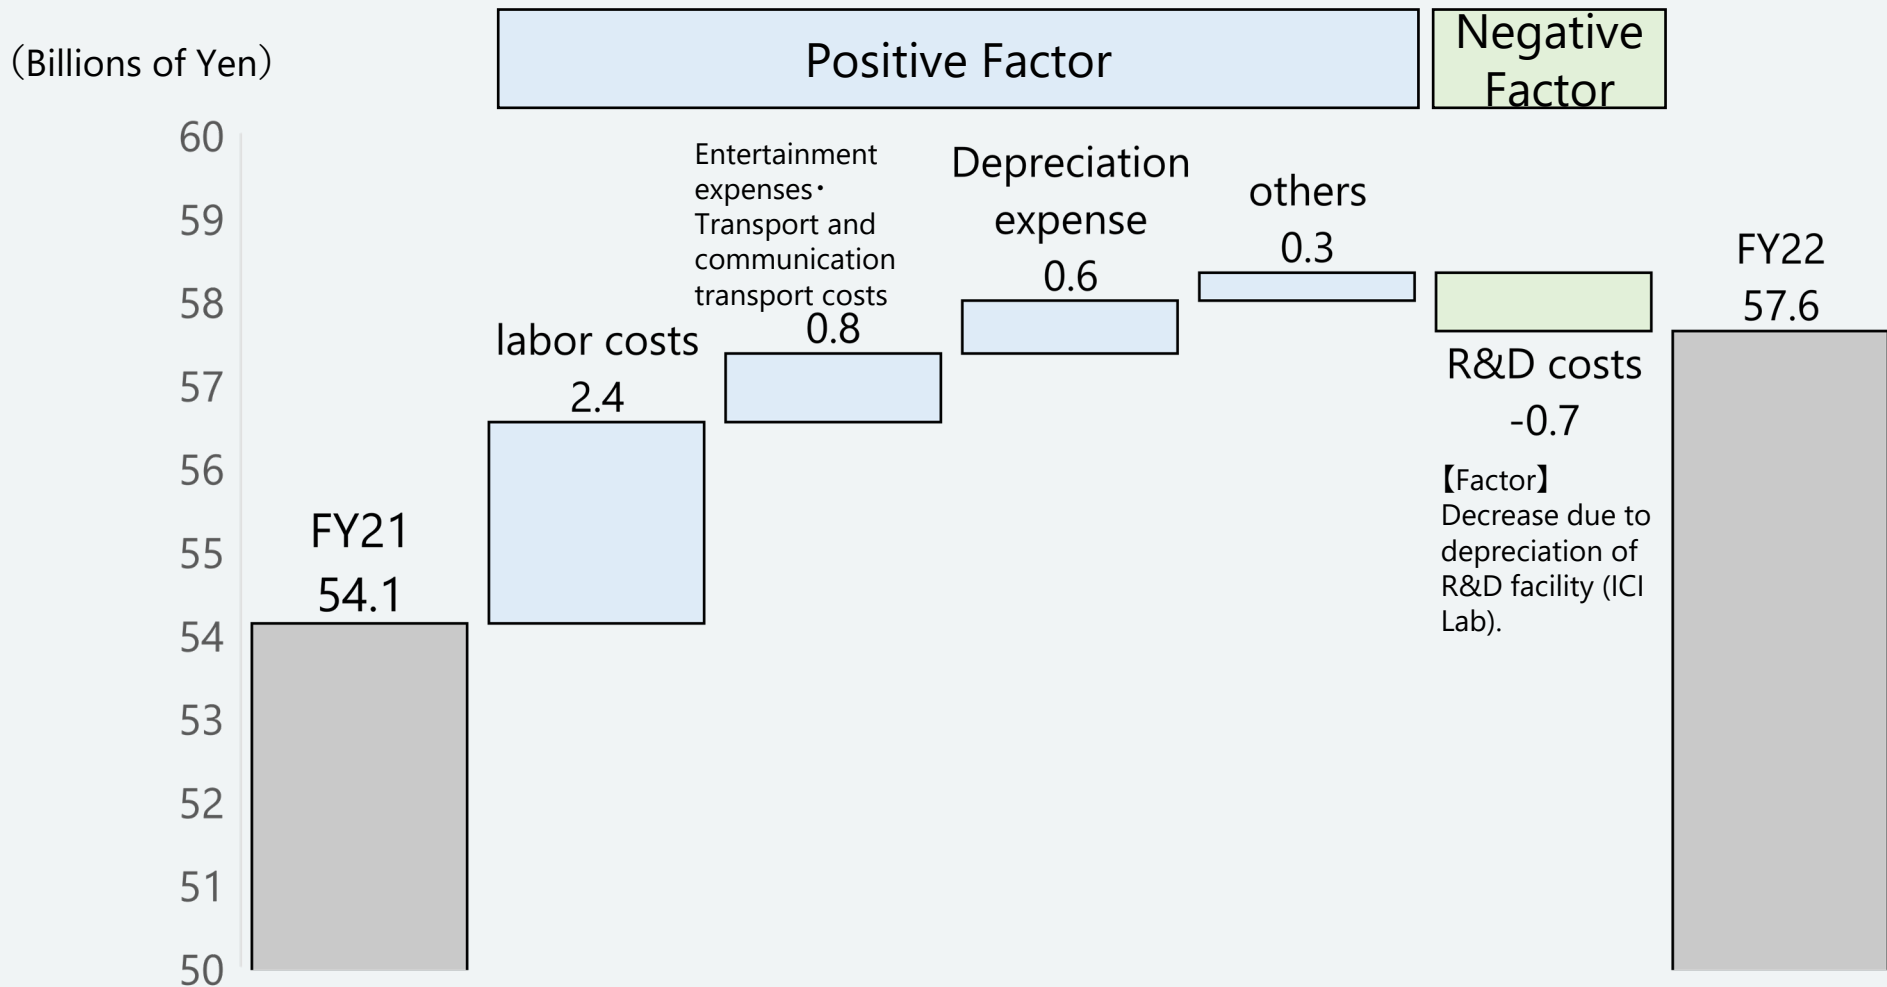 （Billions of Yen）
Positive Factor
Negative
Factor
60
59
58
57
56
55
54
53
52
51
50
FY21
54.1
labor costs
2.4
Entertainment
expenses・
Transport and
communication
transport costs
0.8
Depreciation
expense
0.6
others
0.3
R&D costs
-0.7
【Factor】
Decrease due to
depreciation of
R&D facility (ICI
Lab).
FY22
57.6